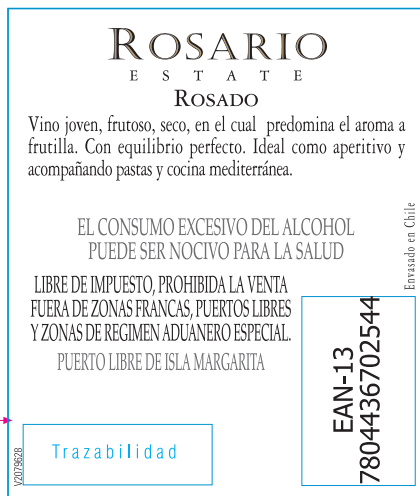 ROSARIO
ESTATE
ROSADO
Vino joven, frutoso, seco, en el cual predomina el aroma a
frutilla. Con equilibrio perfecto. Ideal como aperitivo y
acompañando pastas y cocina mediterránea.
EL CONSUMO EXCESIVO DEL ALCOHOL
PUEDE SER NOCIVO PARA LA SALUD
LIBRE DE IMPUESTO, PROHIBIDA LA VENTA
FUERA DE ZONAS FRANCAS, PUERTOS LIBRES
Y ZONAS DE REGIMEN ADUANERO ESPECIAL.
PUERTO LIBRE DE ISLA MARGARITA
Envasado en Chile
EAN-13
7804436702544
Trazabilidad
V2079628